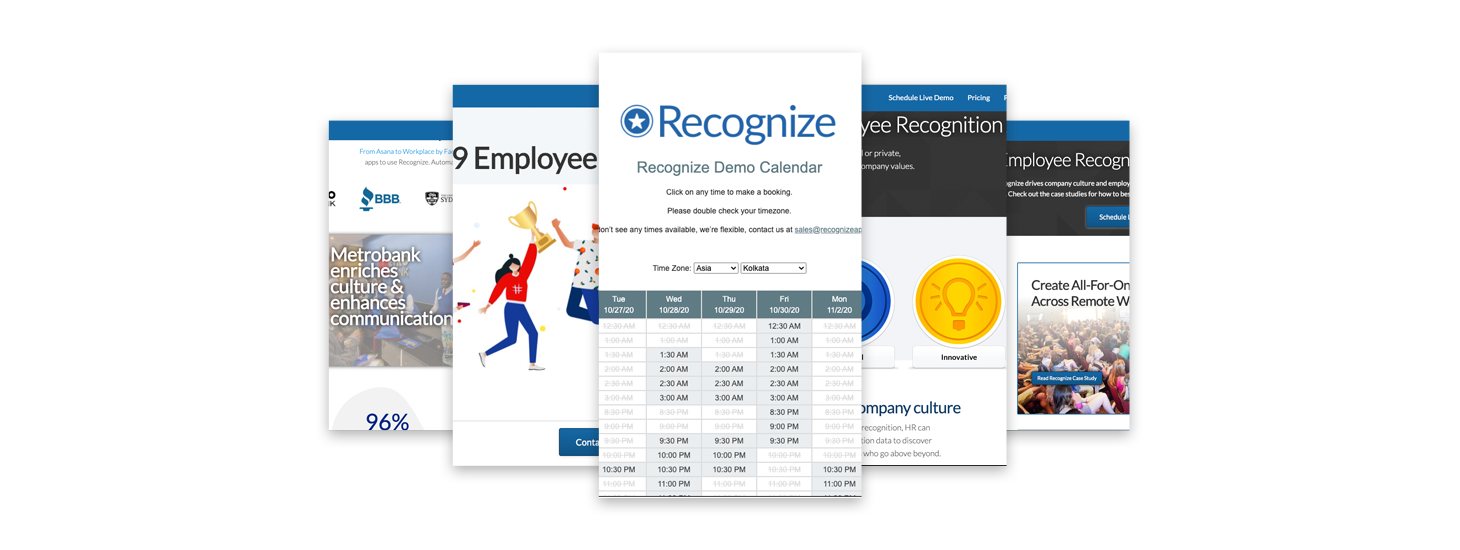 From Asana to Workplace by Fa
apps to use Recognize. Autom
BBB
SYD
Metrobank
enriches
culture &
enhances
communication
96%
9 Employee
Conta
Recognize
Recognize Demo Calendar
Click on any time to make a booking.
Please double check your timezone.
don't see any times available, we're flexible, contact us at sales@recognizeap
Time Zone: Asia Kolkata
Tue Wed Thu Fri Mon
10/27/20 10/28/20 10/29/20 10/30/20 11/2/20
12:30 AM 12:30 AM 12:30 AM 12:30 AM 12:30 AM
1:00 AM 1:00 AM 1:00 AM 1:00 AM 1:00 AM
1:30 AM 1:30 AM 1:30 AM 1:30 AM 1:30 AM
2:00 AM 2:00 AM 2:00 AM 2:00 AM 2:00 AM
2:30 AM 2:30 AM 2:30 AM 2:30 AM 2:30 AM
3:00 AM 3:00 AM 3:00 AM 3:00 AM 3:00 AM
8:30 PM 8:30 PM 8:30 PM 8:30 PM 8:30 PM
9:00 PM 9:00 PM 9:00 PM 9:00 PM 9:00 PM
9:30 PM 9:30 PM 9:30 PM 9:30 PM 9:30 PM
10:00 PM 10:00 PM 10:00 PM 10:00 PM 10:00 PM
10:30 PM 10:30 PM 10:30 PM 10:30 PM 10:30 PM
11:00 PM 11:00 PM 11:00 PM 11:00 PM 11:00 PM
Schedule Live Demo Pricing
yee Recognition
l or private,
ompany values.
Innovative
ompany culture
recognition, HR can
tion data to discover
who go above beyond.
mployee Recogn
gnize drives company culture and employ
Check out the case studies for how to bes
Schedule
Create All-For-On
Across Remote W
Read Recognize Case Study